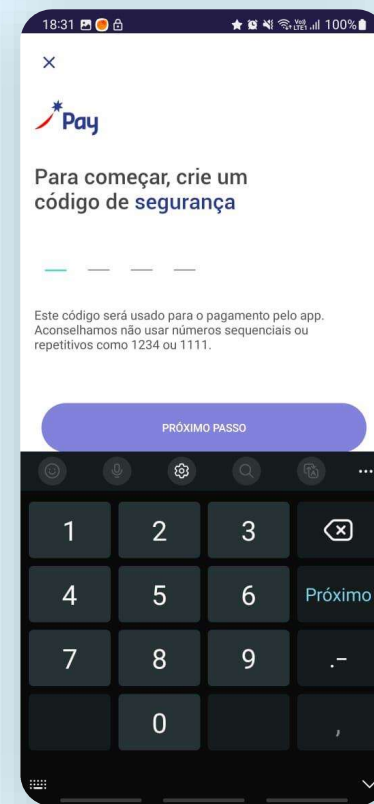 18:31
100%
Pay
Para começar, crie um
código de segurança
Este código será usado para o pagamento pelo app.
Aconselhamos não usar números sequenciais ou
repetitivos como 1234 ou 1111.
PRÓXIMO PASSO
1 2 3
4 5 6 Próximo
7 8 9 .-
0 ,